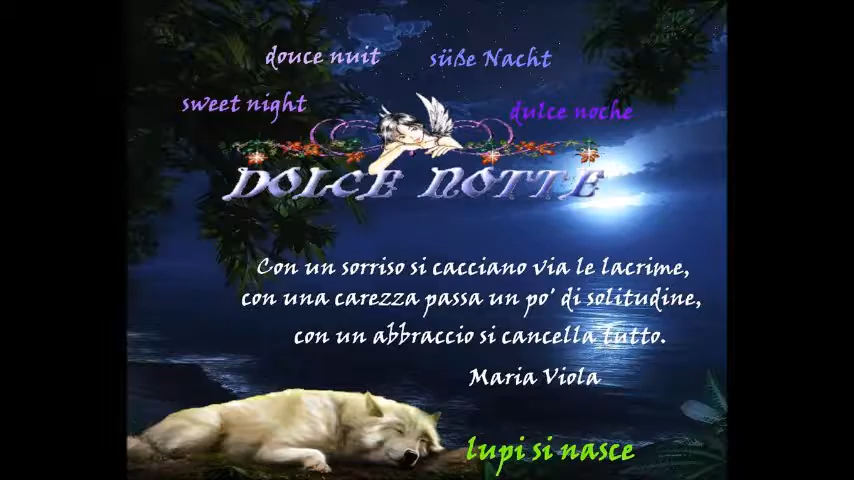 douce nuit
süße Nacht
sweet night
dulce noche
DOLCE NOTTE
Con un sorriso si cacciano via le lacrime,
con una carezza passa un po' di solitudine,
con un abbraccio si cancella tutto.
Maria Viola
lupi si nasce